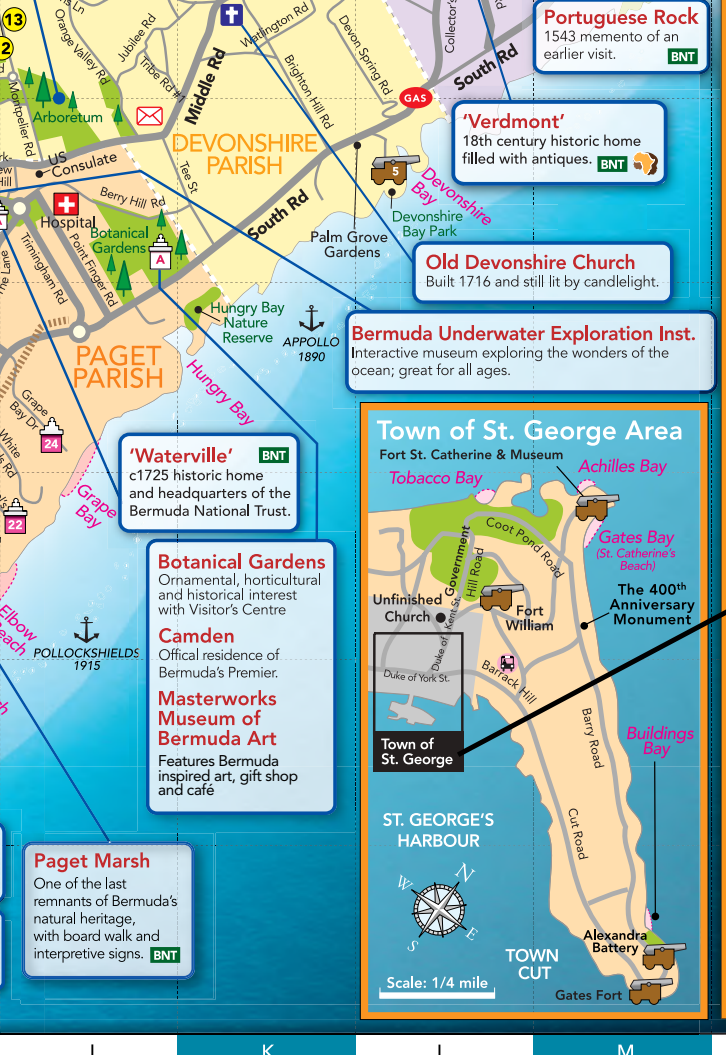 13
2
Orange Valley Rd
Jubilee Rd
Tribe Rd #1
Middle Rd
Watlington Rd
Brighton Hill Rd
Devon Spring Rd
Collector's
South Rd
GAS
Portuguese Rock
1543 memento of an
earlier visit.
BNT
'Verdmont'
18th century historic home
filled with antiques. BNT
Montpelier Rd
Arboretum
DEVONSHIRE
PARISH
US
Consulate
Tee St
Berry Hill Rd
Hospital
Botanical
Gardens
A
Trimingham Rd
Point Finger Rd
South Rd
5
Devonshire
Bay
Devonshire
Bay Park
Palm Grove
Gardens
Old Devonshire Church
Built 1716 and still lit by candlelight.
Hungry Bay
Nature
Reserve
APOLLO
1890
Bermuda Underwater Exploration Inst.
Interactive museum exploring the wonders of the
ocean; great for all ages.
PAGET
PARISH
Hungry Bay
Grape
Bay Dr
White
24
22
Grape
Bay
'Waterville' BNT
c1725 historic home
and headquarters of the
Bermuda National Trust.
Botanical Gardens
Ornamental, horticultural
and historical interest
with Visitor's Centre
Camden
Offical residence of
Bermuda's Premier.
Masterworks
Museum of
Bermuda Art
Features Bermuda
inspired art, gift shop
and café
Elbow
POLLOCKSHIELDS
1915
Paget Marsh
One of the last
remnants of Bermuda's
natural heritage,
with board walk and
interpretive signs. BNT
Town of St. George Area
Fort St. Catherine & Museum
Tobacco Bay
Achilles Bay
Gates Bay
(St. Catherine's
Beach)
Coot Pond Road
Government
Hill Road
Unfinished
Church
Duke of Kent St.
Fort
William
The 400th
Anniversary
Monument
Duke of York St.
Barrack Hill
Town of
St. George
Barry Road
Buildings
Bay
Cut Road
ST. GEORGE'S
HARBOUR
N
W
E
S
Alexandra
Battery
TOWN
CUT
Scale: 1/4 mile
Gates Fort
K
M